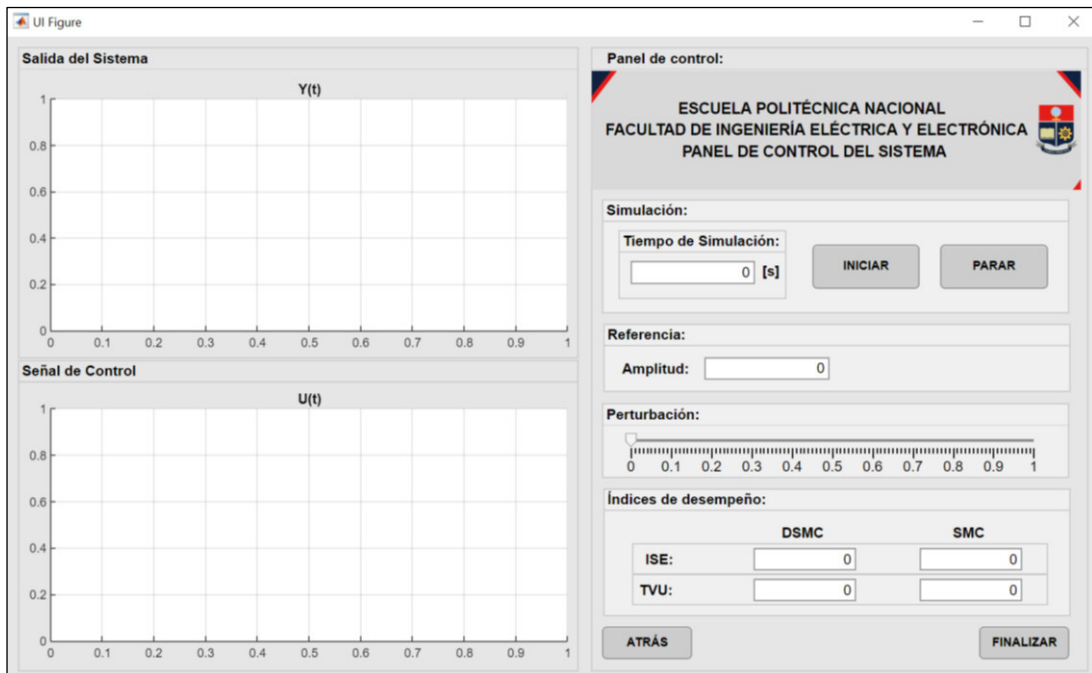 UI Figure
Salida del Sistema
Y(t)
1
0.8
0.6
0.4
0.2
0
0 0.1 0.2 0.3 0.4 0.5 0.6 0.7 0.8 0.9 1
Señal de Control
U(t)
1
0.8
0.6
0.4
0.2
0
0 0.1 0.2 0.3 0.4 0.5 0.6 0.7 0.8 0.9 1
Panel de control:
ESCUELA POLITÉCNICA NACIONAL
FACULTAD DE INGENIERÍA ELÉCTRICA Y ELECTRÓNICA
PANEL DE CONTROL DEL SISTEMA
Simulación:
Tiempo de Simulación:
0 [s]
INICIAR PARAR
Referencia:
Amplitud: 0
Perturbación:
0 0.1 0.2 0.3 0.4 0.5 0.6 0.7 0.8 0.9 1
Índices de desempeño:
DSMC SMC
ISE: 0 0
TVU: 0 0
ATRÁS FINALIZAR